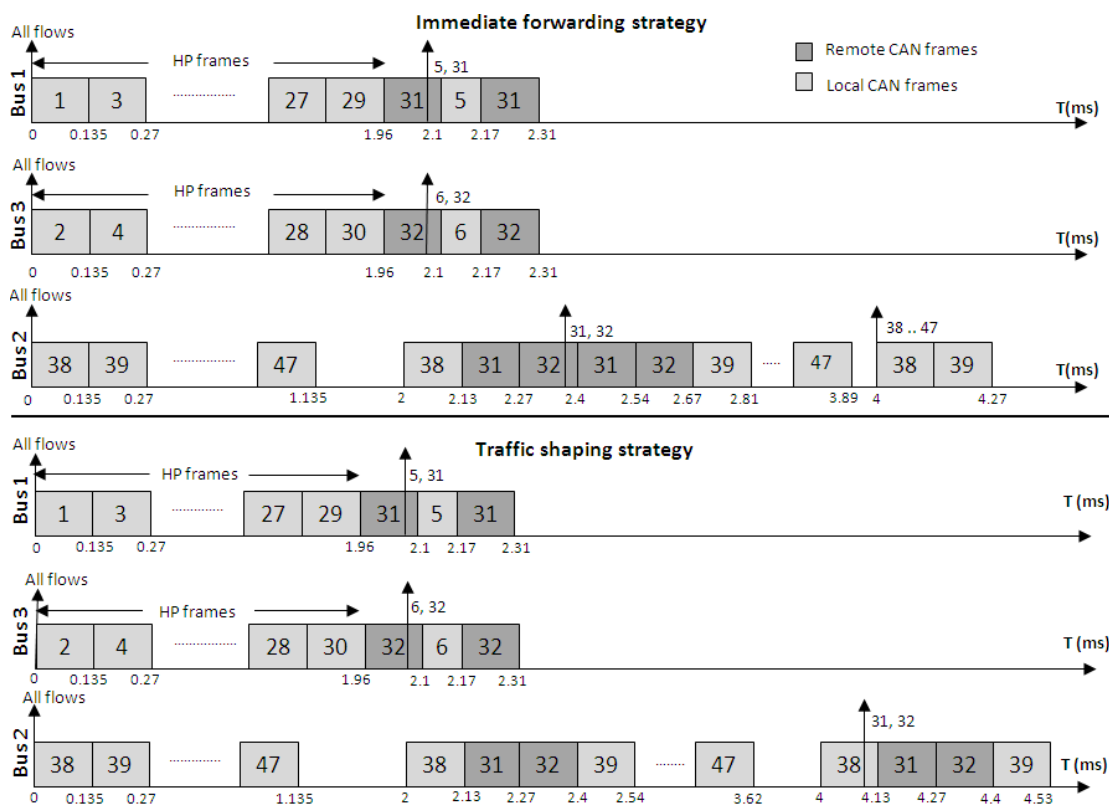 Immediate forwarding strategy
All flows
Bus 1
HP frames
5, 31
Remote CAN frames
Local CAN frames
1 3 .................. 27 29 31 5 31
T(ms)
0 0.135 0.27 1.96 2.1 2.17 2.31
All flows
Bus 3
HP frames
6, 32
2 4 .................. 28 30 32 6 32
T(ms)
0 0.135 0.27 1.96 2.1 2.17 2.31
All flows
Bus 2
31, 32
38 .. 47
38 39 .................. 47 38 31 32 31 32 39 ..... 47 38 39
T(ms)
0 0.135 0.27 1.135 2 2.13 2.27 2.4 2.54 2.67 2.81 3.89 4 4.27
Traffic shaping strategy
All flows
Bus 1
HP frames
5, 31
1 3 ............... 27 29 31 5 31
T (ms)
0 0.135 0.27 1.96 2.1 2.17 2.31
All flows
Bus 3
HP frames
6, 32
2 4 ................ 28 30 32 6 32
T (ms)
0 0.135 0.27 1.96 2.1 2.17 2.31
All flows
Bus 2
31, 32
38 39 ............... 47 38 31 32 39 ........ 47 38 31 32 39
T (ms)
0 0.135 0.27 1.135 2 2.13 2.27 2.4 2.54 3.62 4 4.13 4.27 4.4 4.53